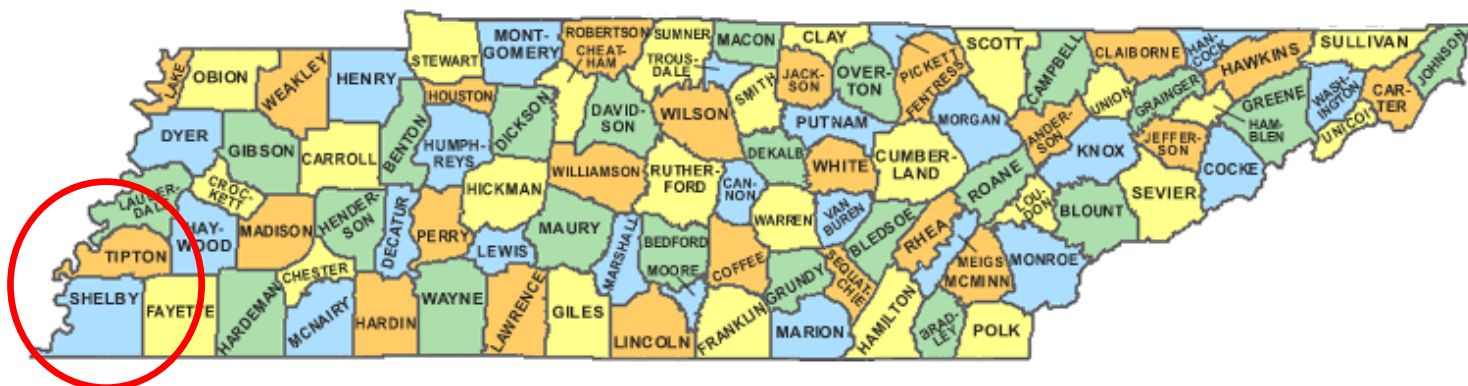 LAKE
OBION
WEAKLEY
HENRY
STEWART
MONT-
GOMERY
ROBERTSON
CHEAT-
HAM
SUMNER
TROUS-
DALE
MACON
CLAY
PICKETT
FENTRESS
SCOTT
CAMPBELL
CLAIBORNE
HAN-
COCK
HAWKINS
SULLIVAN
JOHNSON
HOUSTON
DICKSON
DAVID-
SON
WILSON
SMITH
JACK-
SON
OVER-
TON
UNION
GRAINGER
HAM-
BLEN
GREENE
WASH-
INGTON
CAR-
TER
UNICOI
DYER
GIBSON
CARROLL
BENTON
HUMPH-
REYS
WILLIAMSON
RUTHER-
FORD
DEKALB
PUTNAM
WHITE
CUMBER-
LAND
MORGAN
ANDER-
SON
KNOX
JEFFER-
SON
COCKE
SEVIER
LAUDER-
DALE
CROC-
KETT
HAY-
WOOD
MADISON
HENDER-
SON
DECATUR
PERRY
HICKMAN
LEWIS
MAURY
MARSHALL
BEDFORD
MOORE
CAN-
NON
COFFEE
WARREN
VAN
BUREN
BLEDSOE
RHEA
ROANE
LOU-
DON
BLOUNT
TIPTON
SHELBY
FAYETTE
HARDEMAN
CHESTER
MCNAIRY
HARDIN
WAYNE
LAWRENCE
GILES
LINCOLN
FRANKLIN
GRUNDY
SEQUAT-
CHIE
MARION
HAMILTON
MEIGS
MCMINN
BRAD-
LEY
POLK
MONROE